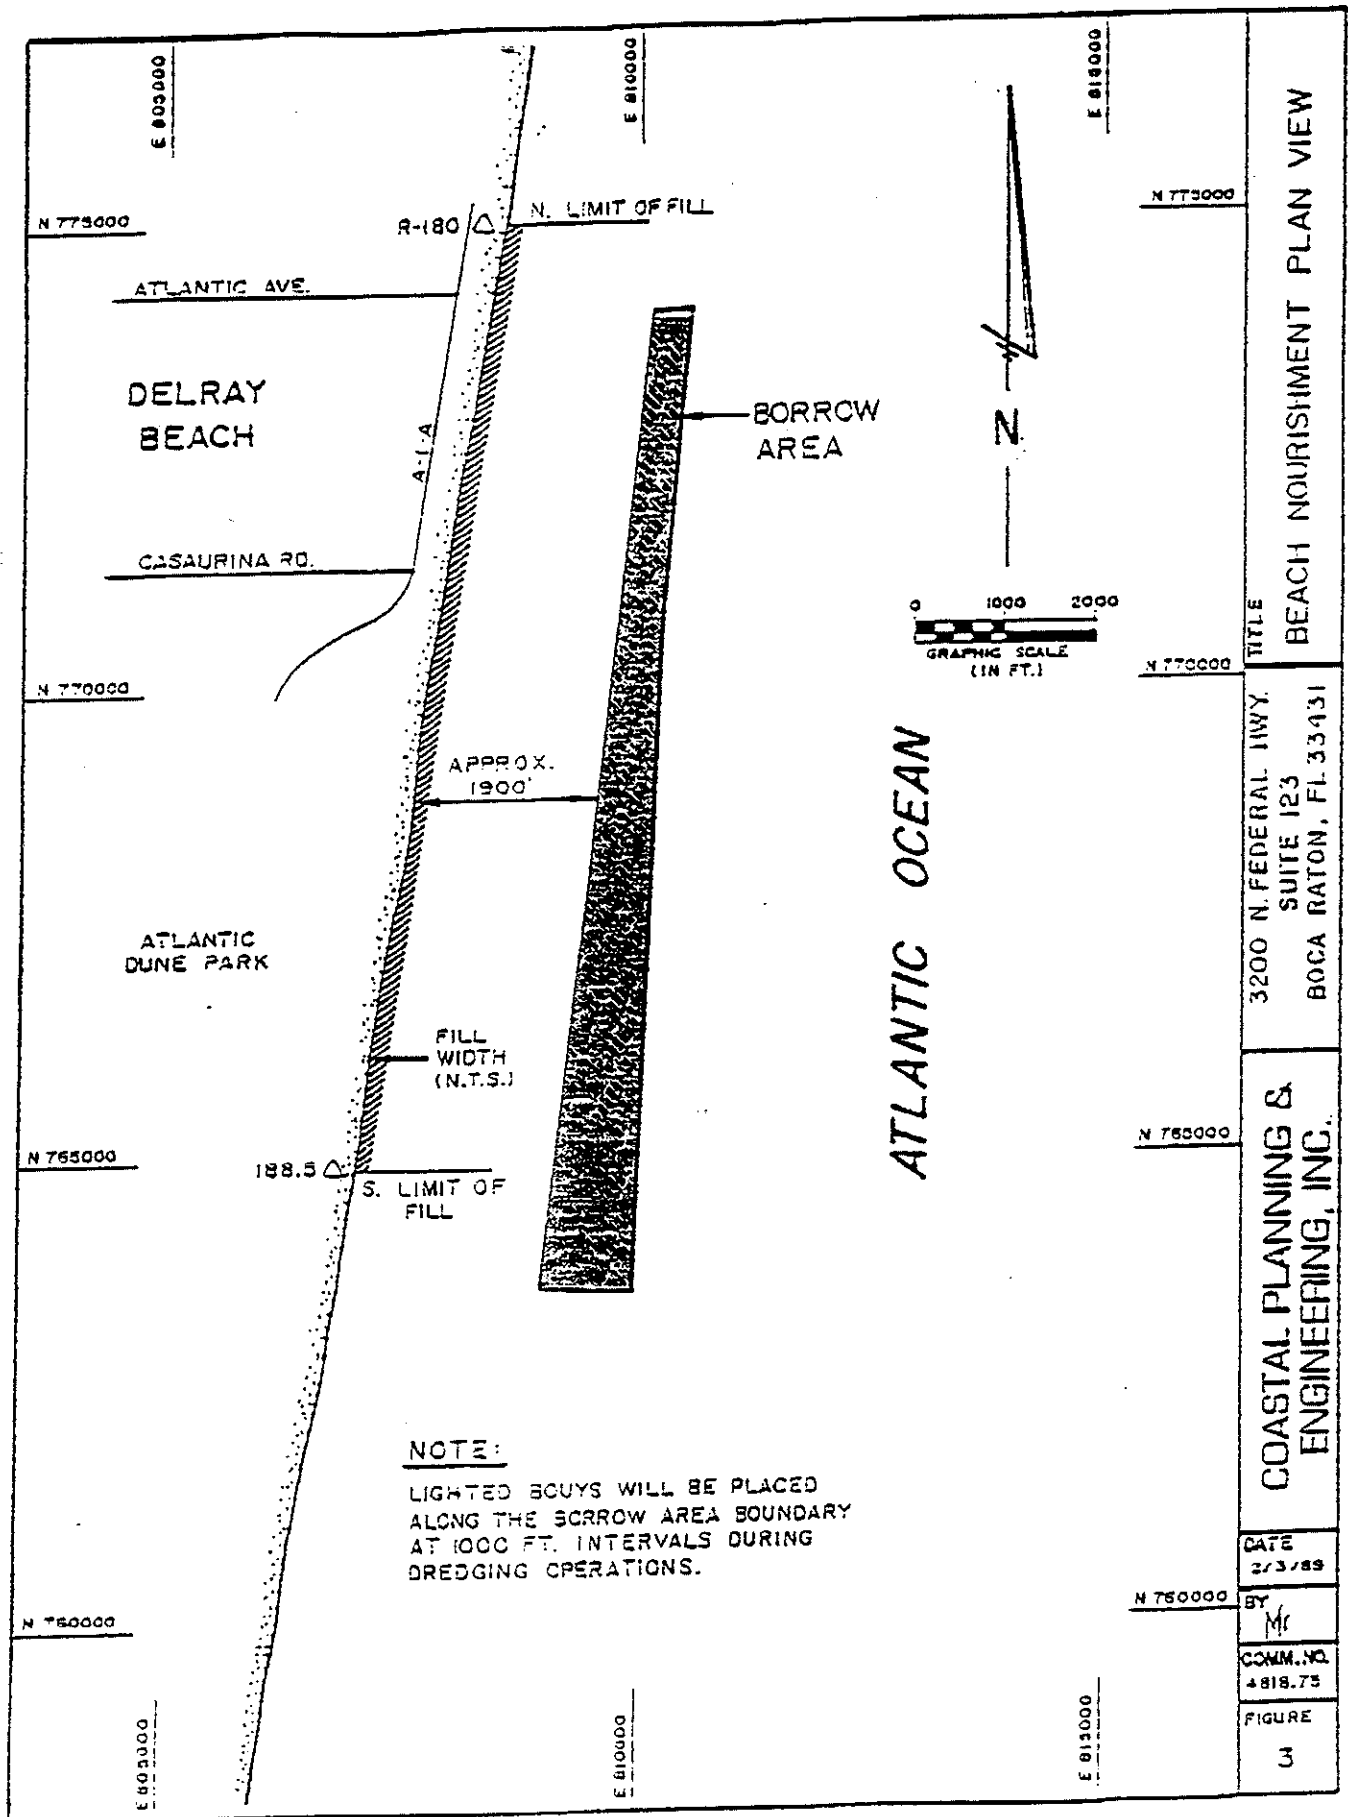 E 805000
E 810000
E 815000
N 775000
R-180
N. LIMIT OF FILL
N 775000
ATLANTIC AVE.
DELRAY
BEACH
A-1-A
BORROW
AREA
N
CASAURINA RD.
0 1000 2000
GRAPHIC SCALE
(IN FT.)
N 770000
N 770000
APPROX.
1900'
ATLANTIC OCEAN
ATLANTIC
DUNE PARK
FILL
WIDTH
(N.T.S.)
N 765000
N 765000
188.5
S. LIMIT OF
FILL
NOTE:
LIGHTED BOUYS WILL BE PLACED
ALONG THE BORROW AREA BOUNDARY
AT 1000 FT. INTERVALS DURING
DREDGING OPERATIONS.
N 760000
N 760000
E 805000
E 810000
E 815000
TITLE
BEACH NOURISHMENT PLAN VIEW
3200 N. FEDERAL HWY.
SUITE 123
BOCA RATON, FL 33431
COASTAL PLANNING &
ENGINEERING, INC.
DATE
2/3/89
BY
COMM. NO.
4818.75
FIGURE
3